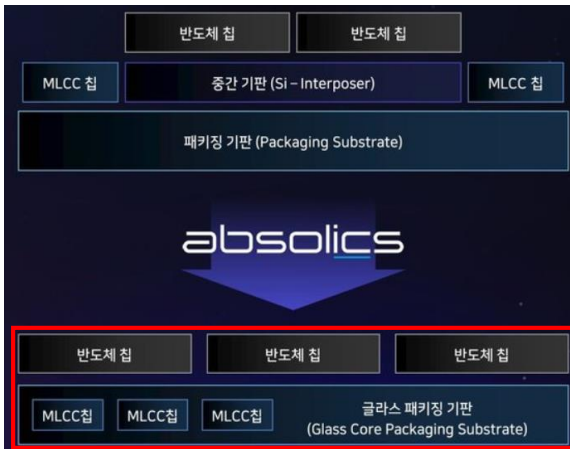 반도체 칩 반도체 칩
MLCC 칩 중간 기판 (Si – Interposer) MLCC 칩
패키징 기판 (Packaging Substrate)
absolics
반도체 칩 반도체 칩 반도체 칩
MLCC칩 MLCC칩 MLCC칩 글라스 패키징 기판
(Glass Core Packaging Substrate)